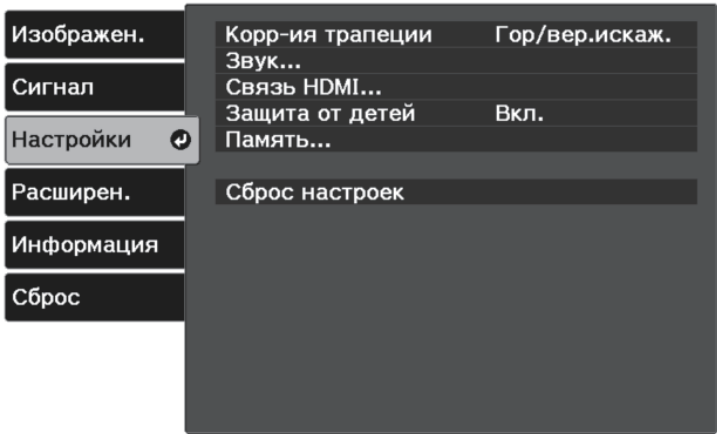 Изображен.
Сигнал
Настройки
Расширен.
Информация
Сброс
Корр-ия трапеции Гор/вер.искаж.
Звук...
Связь HDMI...
Защита от детей Вкл.
Память...
Сброс настроек